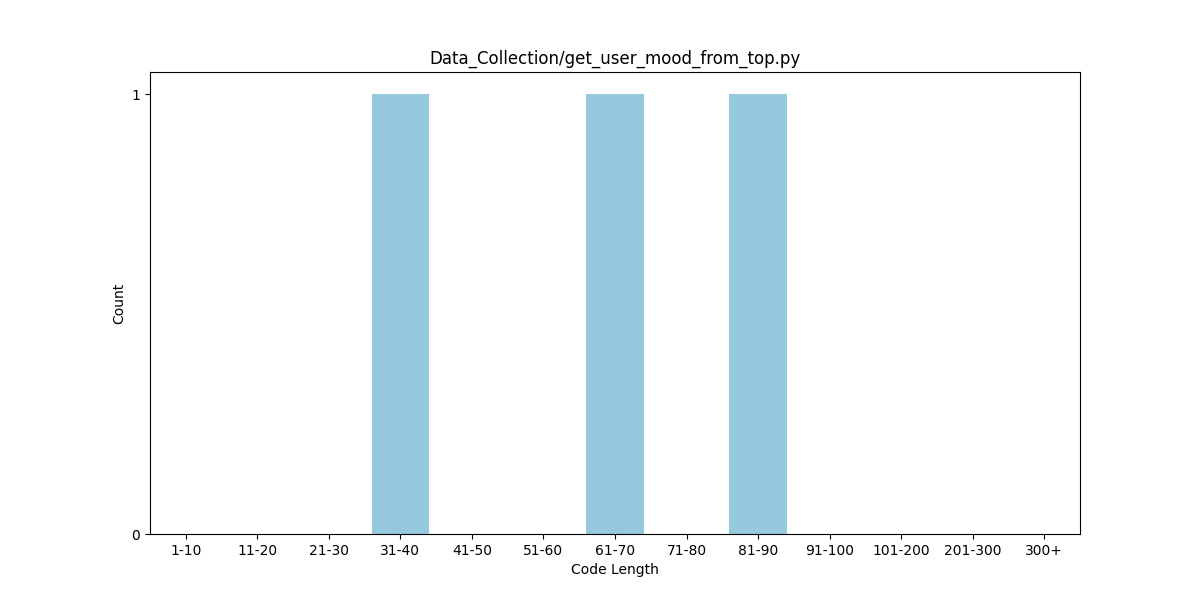 Data_Collection/get_user_mood_from_top.py
1
Count
0
1-10 11-20 21-30 31-40 41-50 51-60 61-70 71-80 81-90 91-100 101-200 201-300 300+
Code Length